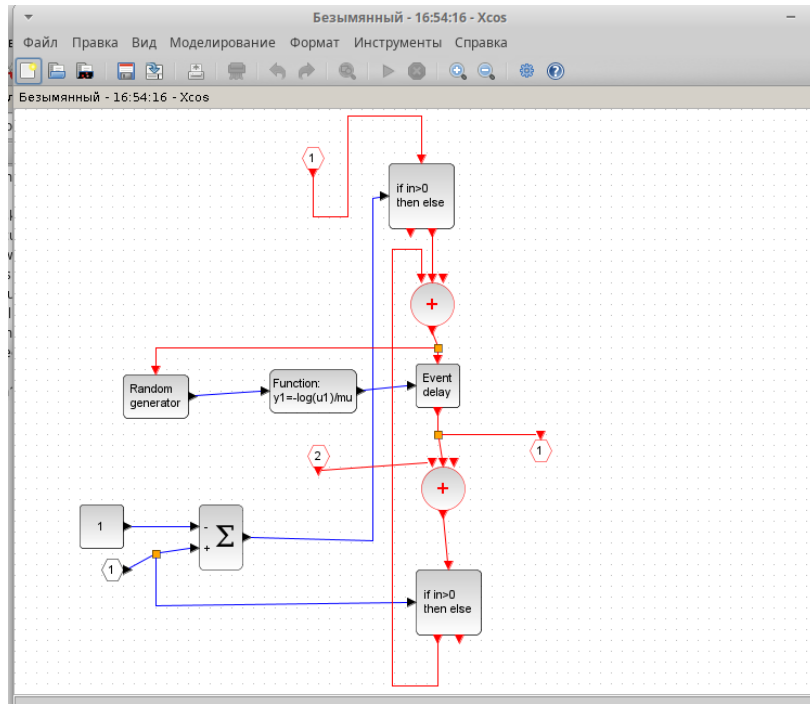 Безымянный - 16:54:16 - Xcos
Файл Правка Вид Моделирование Формат Инструменты Справка
Безымянный - 16:54:16 - Xcos
1
if in>0
then else
+
Random
generator
Function:
y1=-log(u1)/mu
Event
delay
2
1
+
1
-
+
Σ
1
if in>0
then else